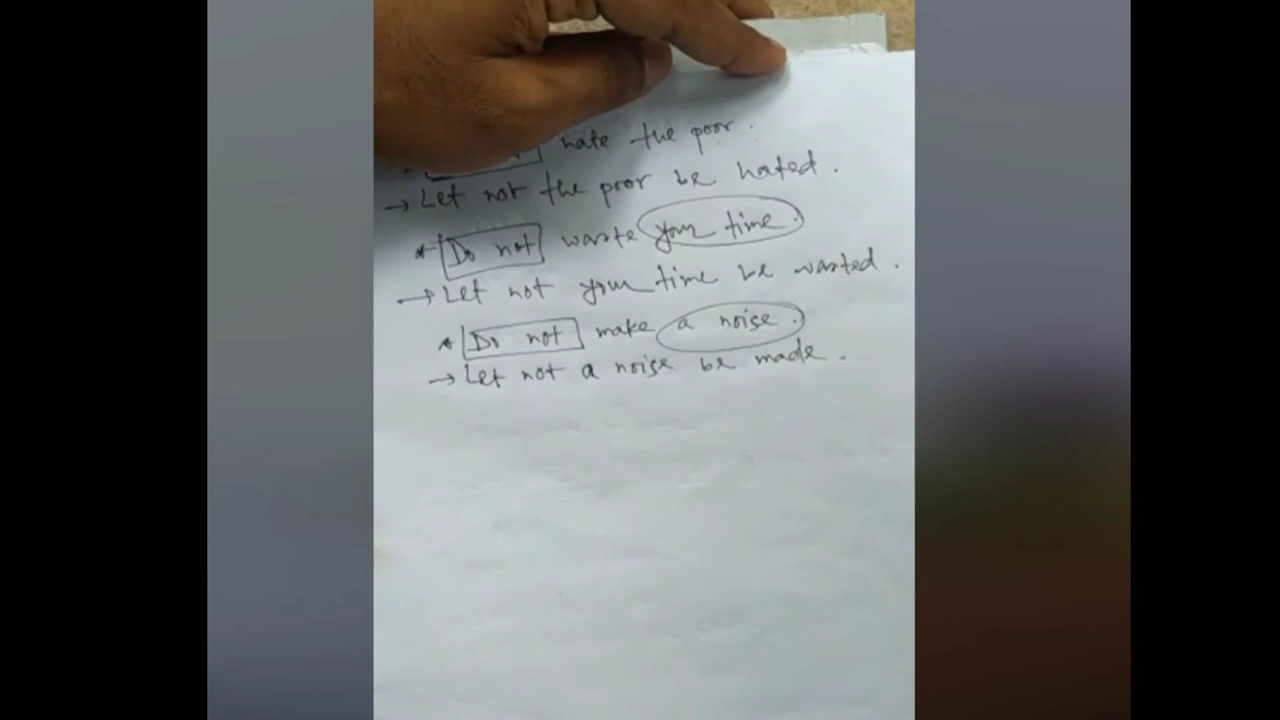 hate the poor.
→ Let not the poor be hated.
* Do not waste your time.
→ Let not your time be wasted.
* Do not make a noise.
→ Let not a noise be made.